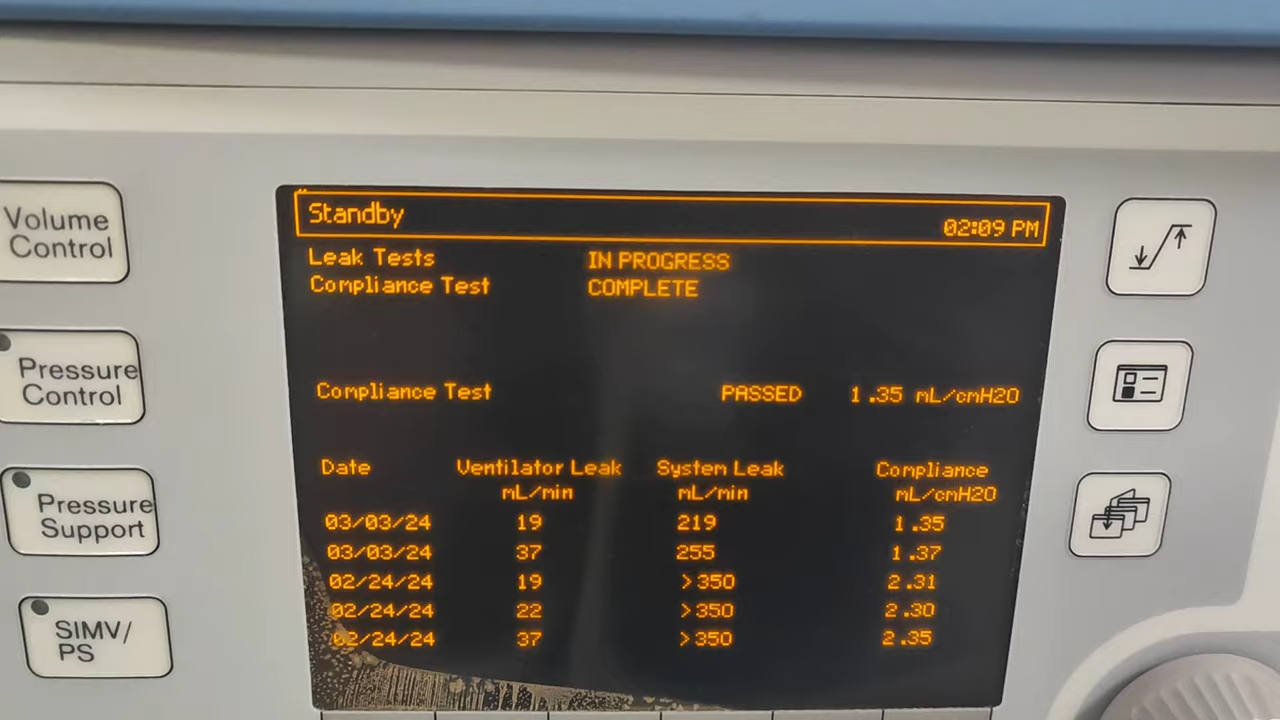 Standby 02:09 PM
Leak Tests IN PROGRESS
Compliance Test COMPLETE
Compliance Test PASSED 1.35 mL/cmH2O
Date Ventilator Leak System Leak Compliance
mL/min mL/min mL/cmH2O
03/03/24 19 219 1.35
03/03/24 37 255 1.37
02/24/24 19 >350 2.31
02/24/24 22 >350 2.30
02/24/24 37 >350 2.35
Volume
Control
Pressure
Control
Pressure
Support
SIMV/
PS